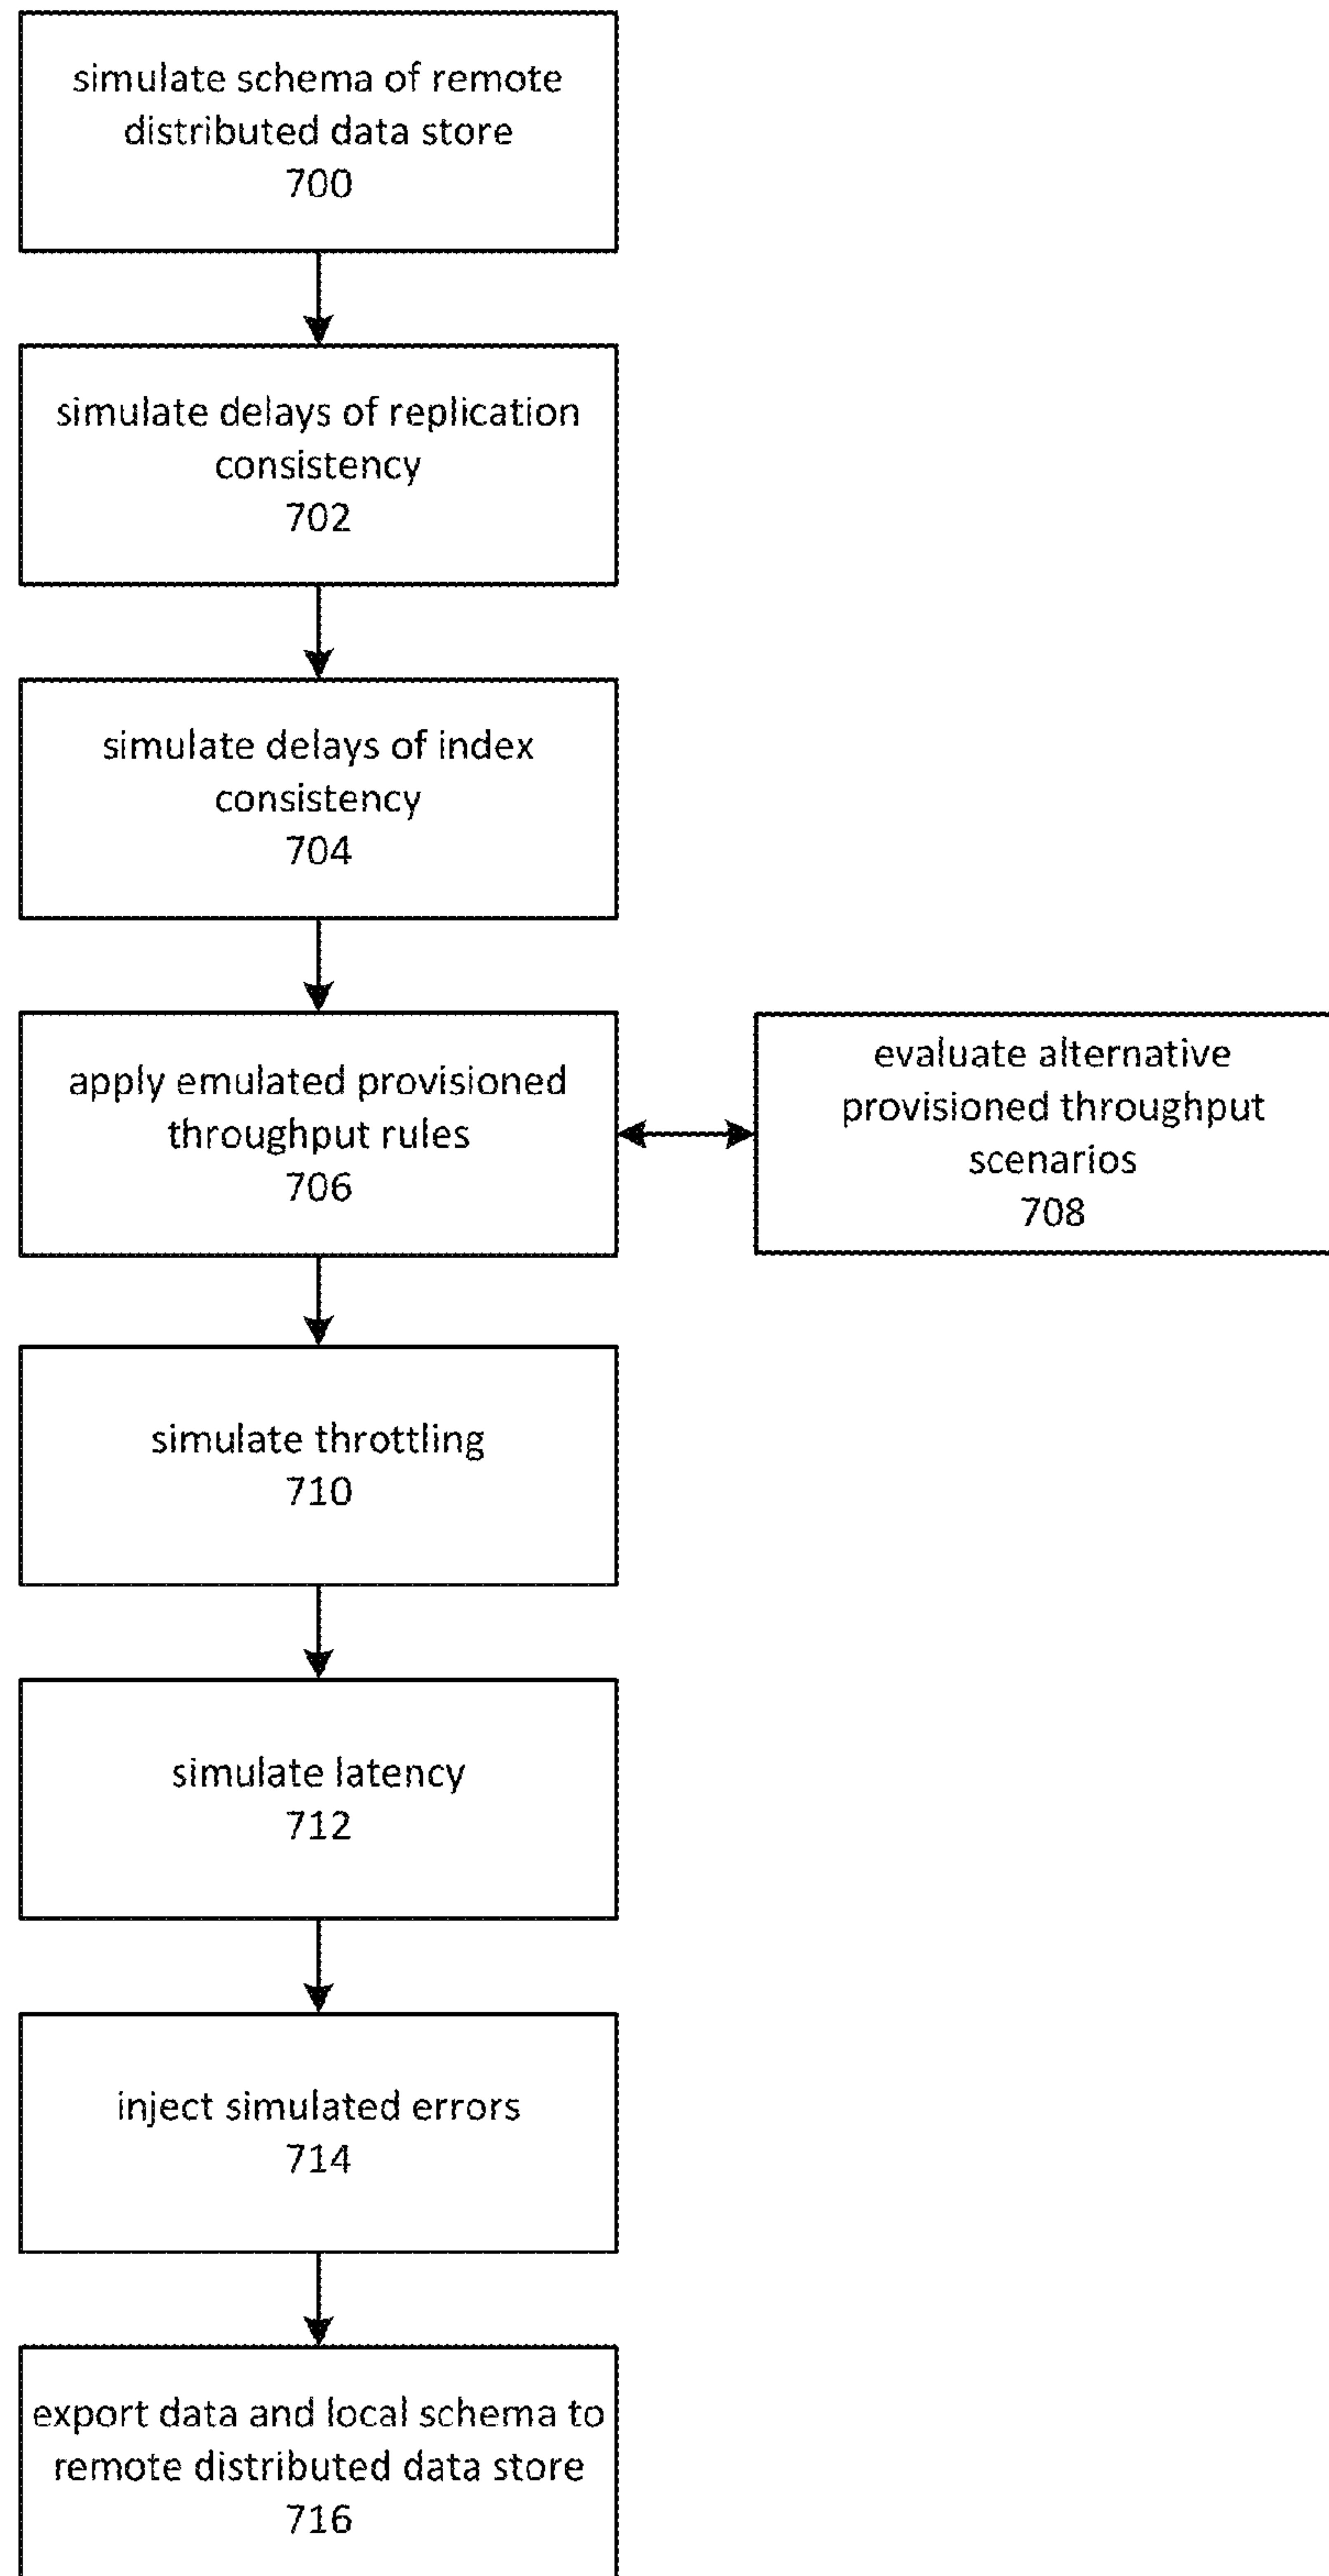 simulate schema of remote
distributed data store
700
simulate delays of replication
consistency
702
simulate delays of index
consistency
704
apply emulated provisioned
throughput rules
706
evaluate alternative
provisioned throughput
scenarios
708
simulate throttling
710
simulate latency
712
inject simulated errors
714
export data and local schema to
remote distributed data store
716